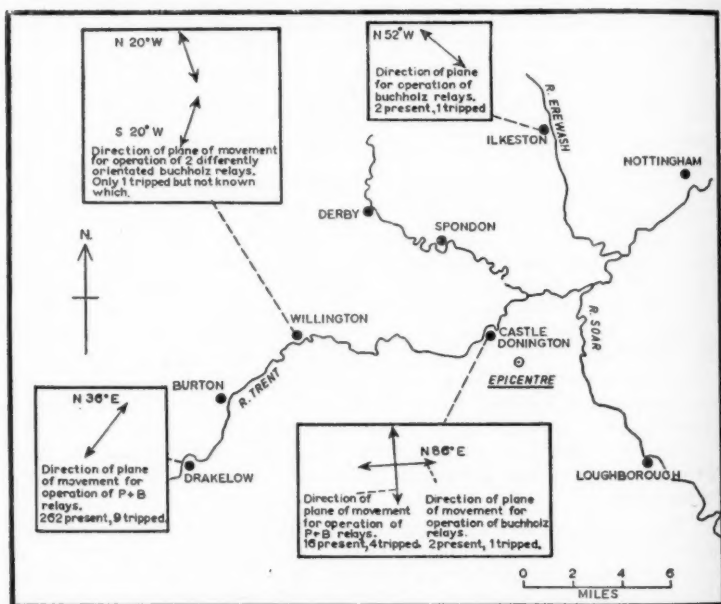 N 20°W
S 20°W
Direction of plane of movement
for operation of 2 differently
orientated buchholz relays.
Only 1 tripped but not known
which.
N 52°W
Direction of plane
for operation of
buchholz relays.
2 present, 1 tripped
R. EREWASH
ILKESTON
NOTTINGHAM
DERBY
SPONDON
N.
WILLINGTON
CASTLE
DONINGTON
R. SOAR
EPICENTRE
BURTON
R. TRENT
N 36°E
DRAKELOW
Direction of plane
of movement for
operation of P+B
relays.
262 present, 9 tripped.
N 86°E
Direction of
plane of movement
for operation of
P+B relays.
16 present, 4 tripped.
Direction of plane
of movement for
operation of buchholz
relays.
2 present, 1 tripped.
LOUGHBOROUGH
0 2 4 6
MILES